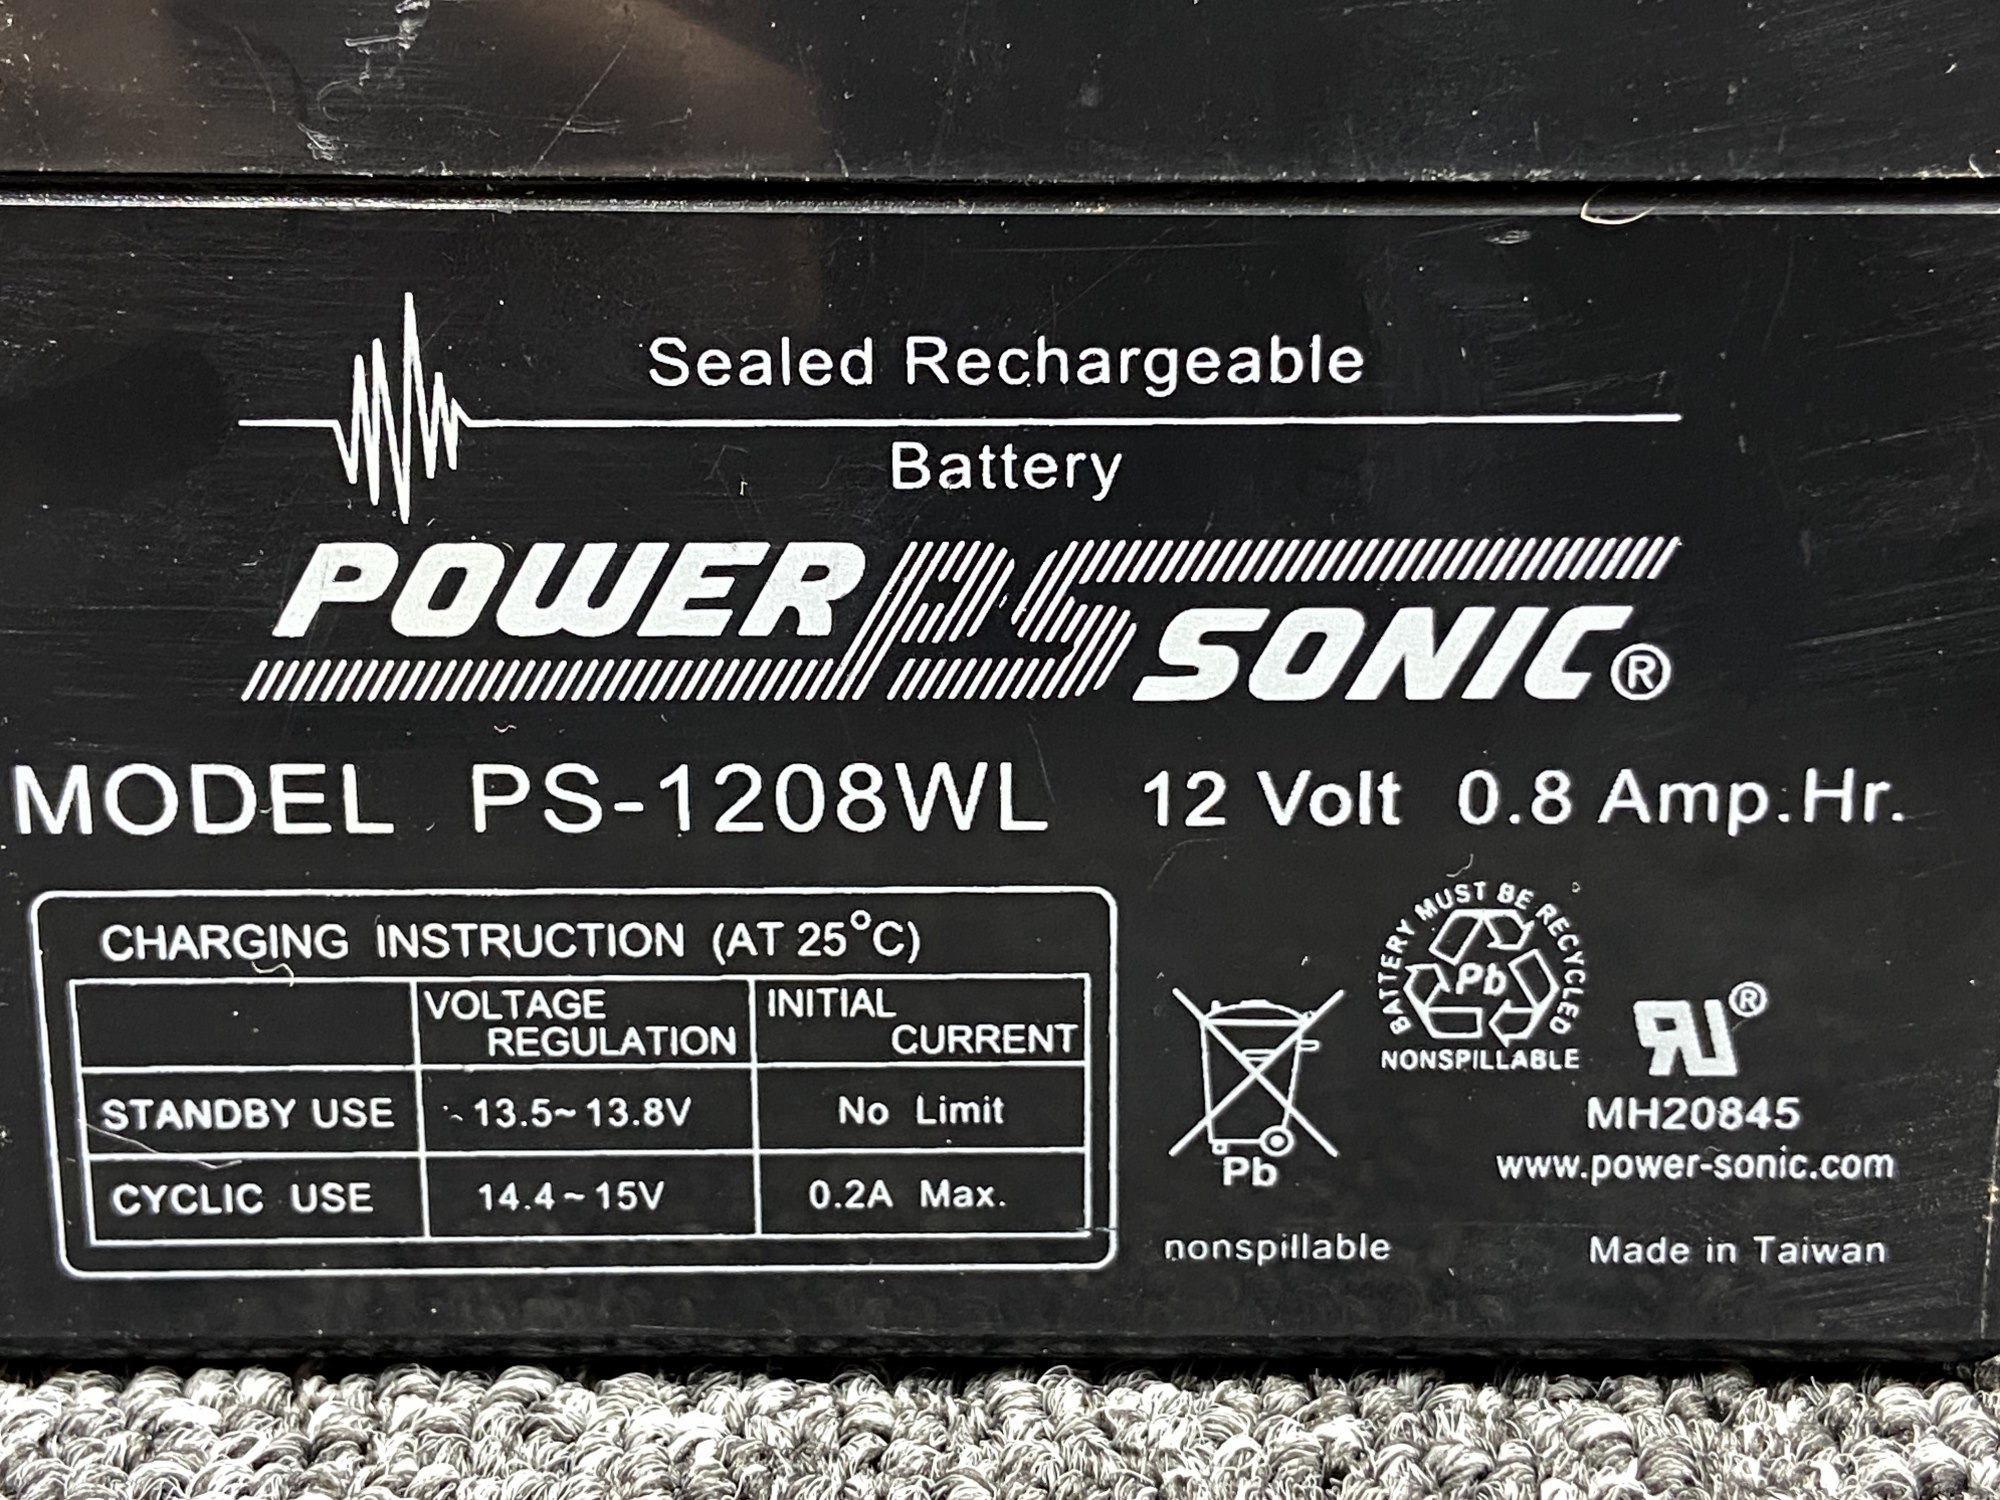 Sealed Rechargeable
Battery
POWER PS SONIC®
MODEL PS-1208WL 12 Volt 0.8 Amp.Hr.
CHARGING INSTRUCTION (AT 25°C)
VOLTAGE REGULATION INITIAL CURRENT
STANDBY USE 13.5~13.8V No Limit
CYCLIC USE 14.4~15V 0.2A Max.
Pb
nonspillable
BATTERY MUST BE RECYCLED
Pb
NONSPILLABLE
RU®
MH20845
www.power-sonic.com
Made in Taiwan